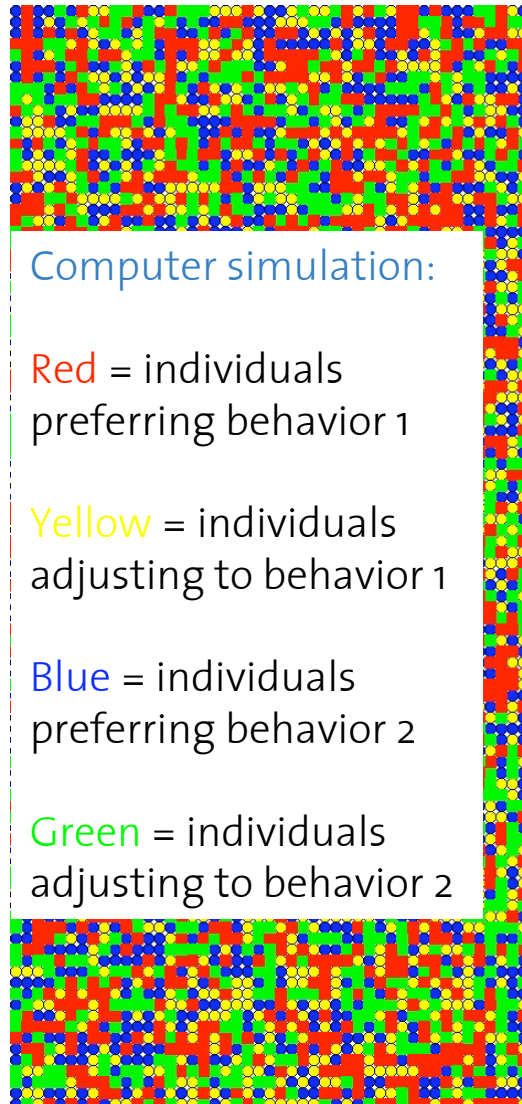 Computer simulation:
Red = individuals
preferring behavior 1
Yellow = individuals
adjusting to behavior 1
Blue = individuals
preferring behavior 2
Green = individuals
adjusting to behavior 2